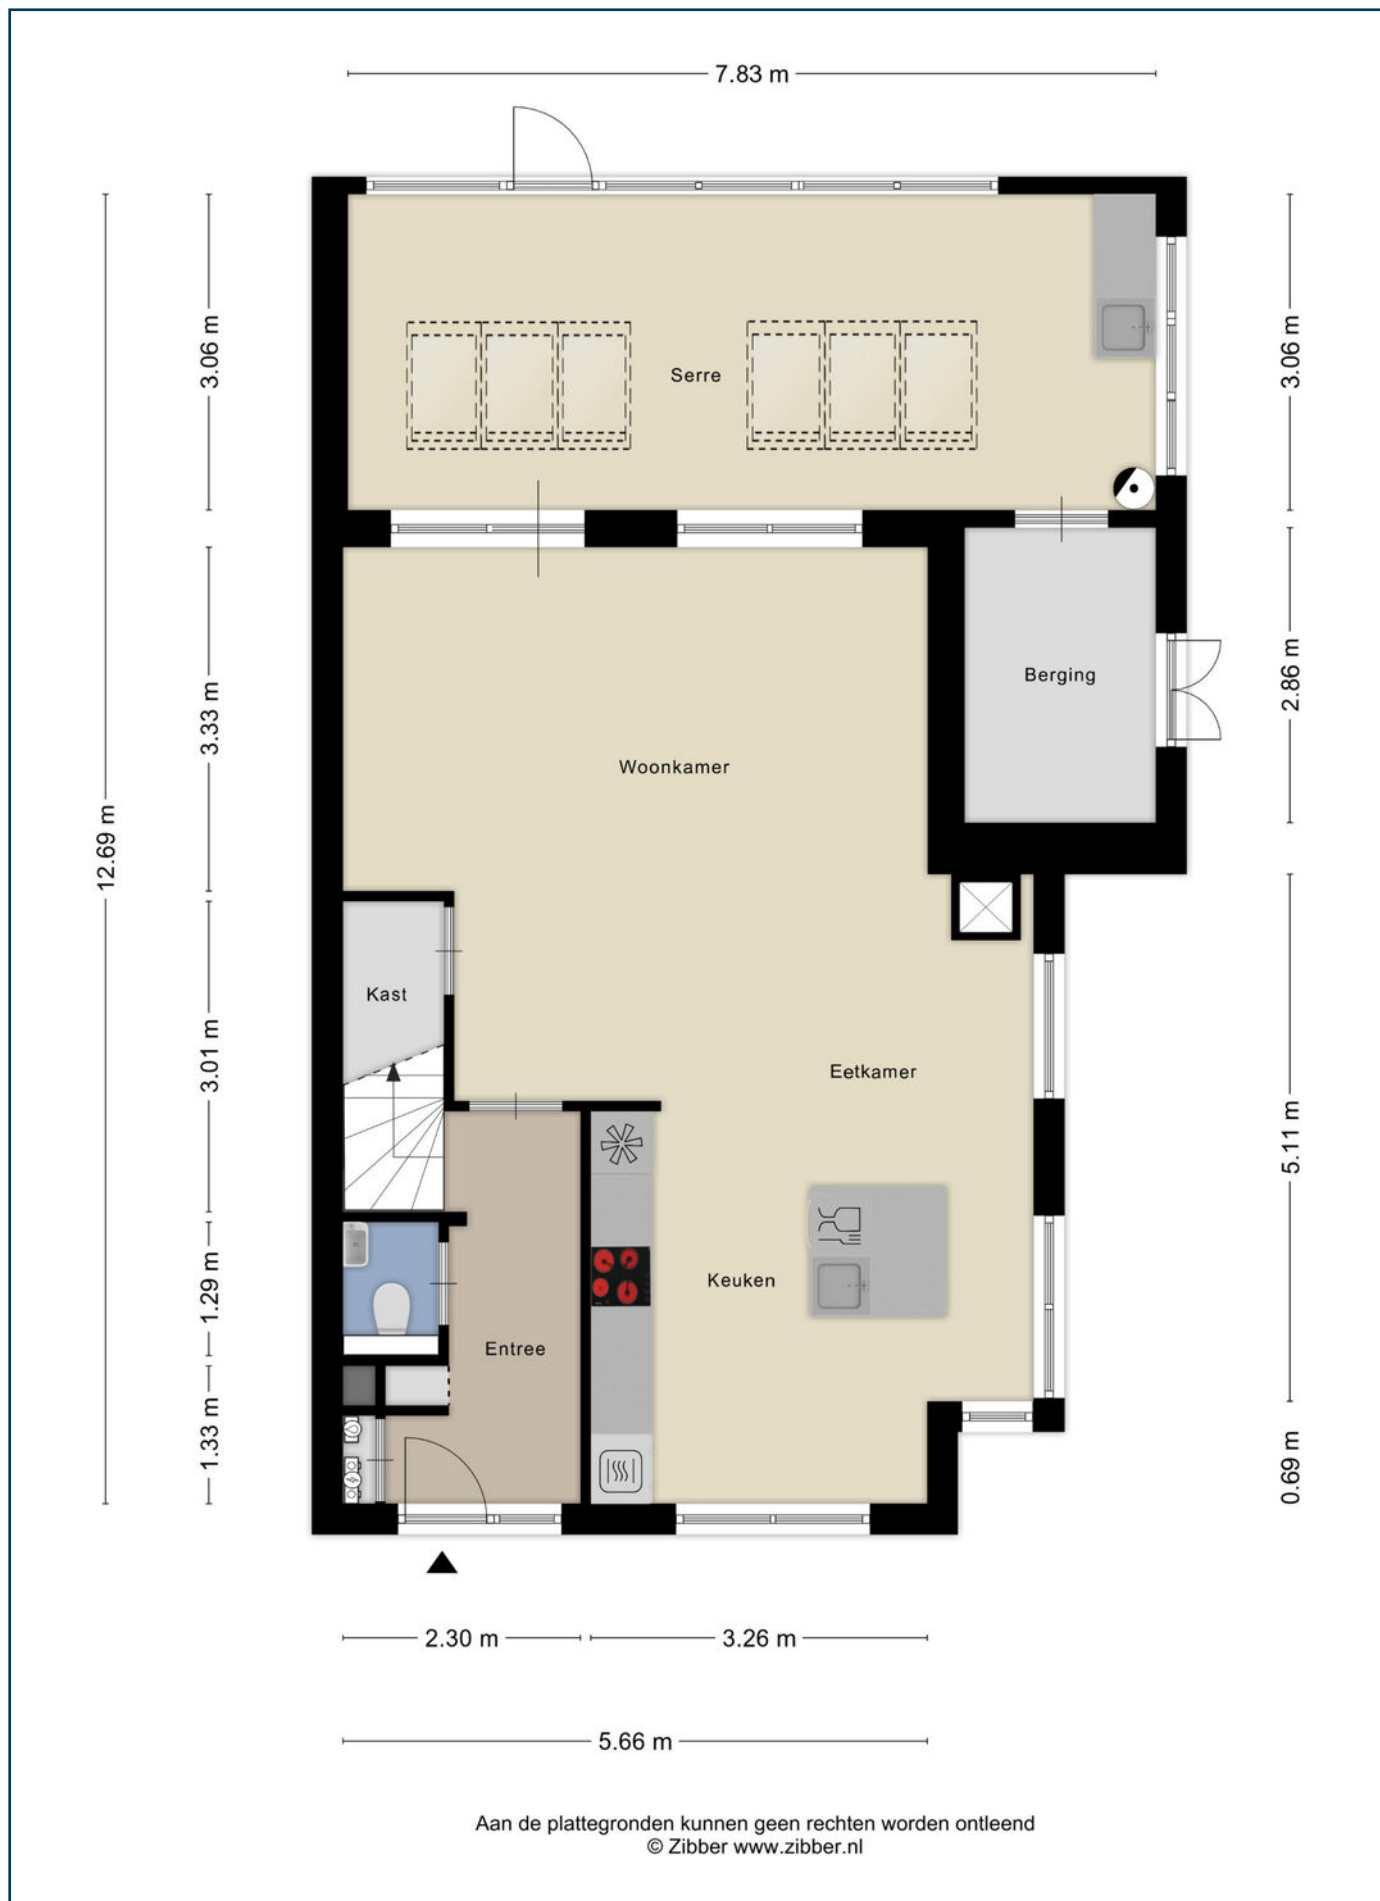 7.83 m
3.06 m
3.06 m
Serre
Berging
2.86 m
3.33 m
Woonkamer
12.69 m
Kast
3.01 m
Eetkamer
5.11 m
Keuken
1.29 m
Entree
1.33 m
0.69 m
2.30 m
3.26 m
5.66 m
Aan de plattegronden kunnen geen rechten worden ontleend
© Zibber www.zibber.nl